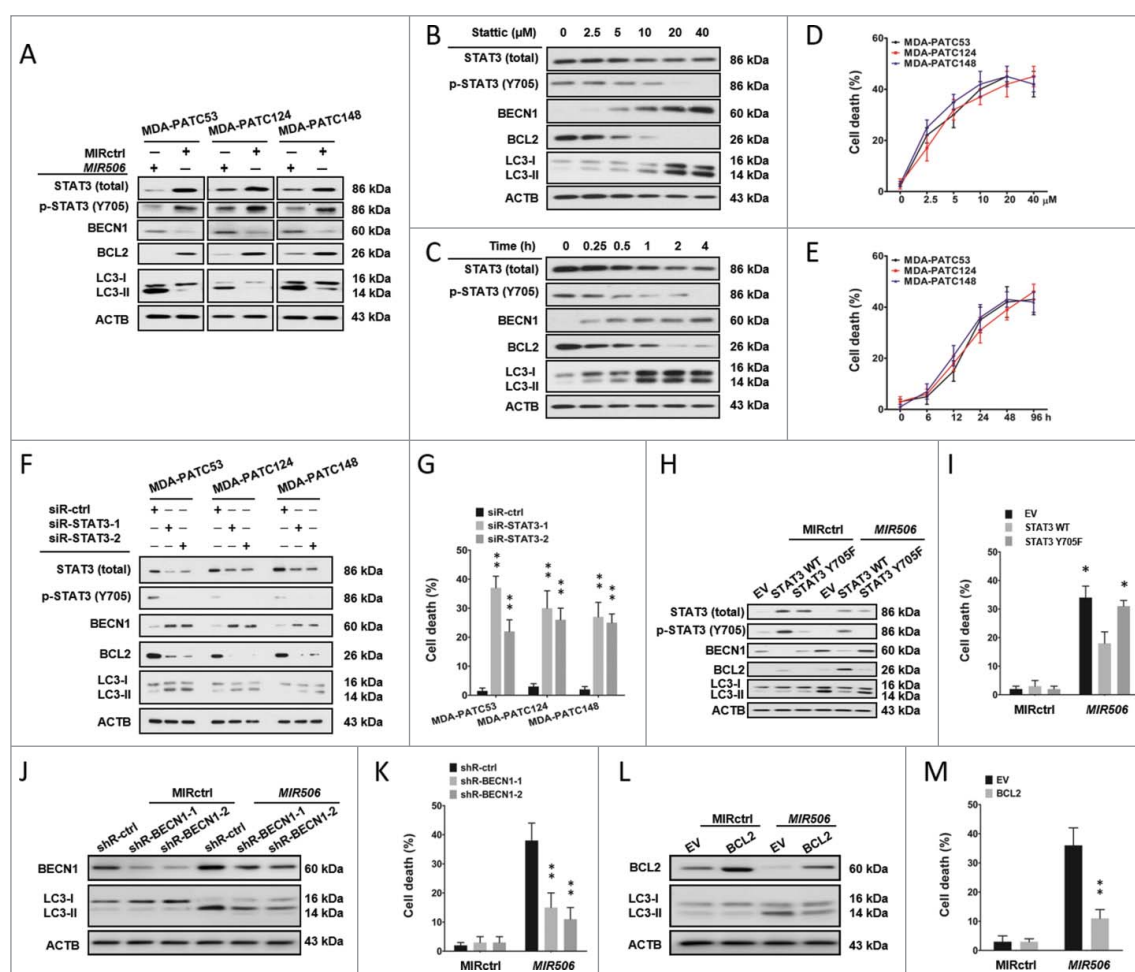 A
MDA-PATC53
MDA-PATC124
MDA-PATC148
MIRctrl – + – + – +
MIR506 + – + – + –
STAT3 (total) 86 kDa
p-STAT3 (Y705) 86 kDa
BECN1 60 kDa
BCL2 26 kDa
LC3-I 16 kDa
LC3-II 14 kDa
ACTB 43 kDa
B
Stattic (µM) 0 2.5 5 10 20 40
STAT3 (total) 86 kDa
p-STAT3 (Y705) 86 kDa
BECN1 60 kDa
BCL2 26 kDa
LC3-I 16 kDa
LC3-II 14 kDa
ACTB 43 kDa
C
Time (h) 0 0.25 0.5 1 2 4
STAT3 (total) 86 kDa
p-STAT3 (Y705) 86 kDa
BECN1 60 kDa
BCL2 26 kDa
LC3-I 16 kDa
LC3-II 14 kDa
ACTB 43 kDa
D
MDA-PATC53
MDA-PATC124
MDA-PATC148
Cell death (%)
60
40
20
0
0 2.5 5 10 20 40 µM
E
MDA-PATC53
MDA-PATC124
MDA-PATC148
Cell death (%)
60
40
20
0
0 6 12 24 48 96 h
F
MDA-PATC53
MDA-PATC124
MDA-PATC148
siR-ctrl + – – + – – + – –
siR-STAT3-1 – + – – + – – + –
siR-STAT3-2 – – + – – + – – +
STAT3 (total) 86 kDa
p-STAT3 (Y705) 86 kDa
BECN1 60 kDa
BCL2 26 kDa
LC3-I 16 kDa
LC3-II 14 kDa
ACTB 43 kDa
G
siR-ctrl
siR-STAT3-1
siR-STAT3-2
Cell death (%)
50
40
30
20
10
0
** ** ** ** ** **
MDA-PATC53
MDA-PATC124
MDA-PATC148
H
MIRctrl MIR506
EV STAT3 WT STAT3 Y705F EV STAT3 WT STAT3 Y705F
STAT3 (total) 86 kDa
p-STAT3 (Y705) 86 kDa
BECN1 60 kDa
BCL2 26 kDa
LC3-I 16 kDa
LC3-II 14 kDa
ACTB 43 kDa
I
EV
STAT3 WT
STAT3 Y705F
Cell death (%)
50
40
30
20
10
0
* *
MIRctrl MIR506
J
MIRctrl MIR506
shR-ctrl shR-BECN1-1 shR-BECN1-2 shR-ctrl shR-BECN1-1 shR-BECN1-2
BECN1 60 kDa
LC3-I 16 kDa
LC3-II 14 kDa
ACTB 43 kDa
K
shR-ctrl
shR-BECN1-1
shR-BECN1-2
Cell death (%)
50
40
30
20
10
0
** **
MIRctrl MIR506
L
MIRctrl MIR506
EV BCL2 EV BCL2
BCL2 60 kDa
LC3-I 16 kDa
LC3-II 14 kDa
ACTB 43 kDa
M
EV
BCL2
Cell death (%)
50
40
30
20
10
0
**
MIRctrl MIR506